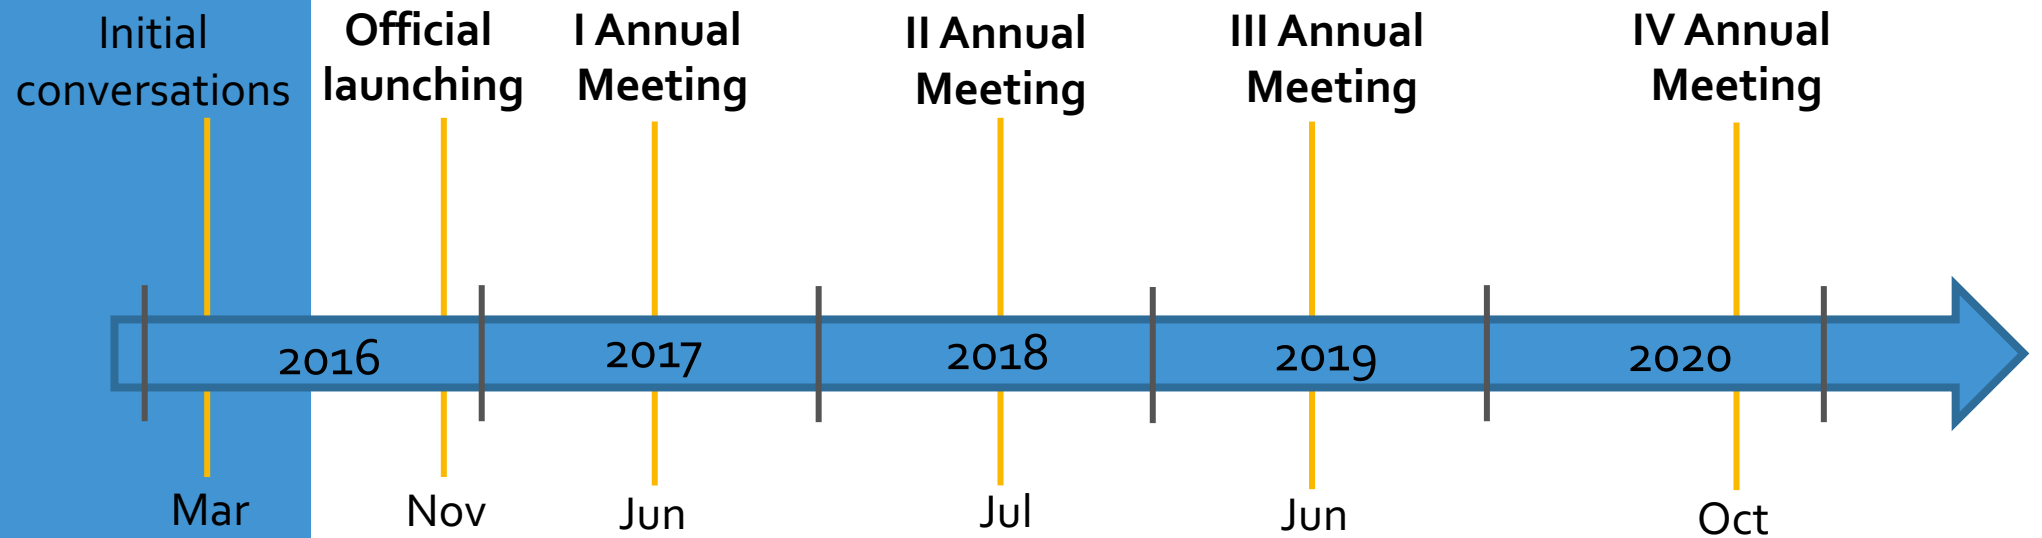 Initial
conversations
Official
launching
I Annual
Meeting
II Annual
Meeting
III Annual
Meeting
IV Annual
Meeting
2016
2017
2018
2019
2020
Mar
Nov
Jun
Jul
Jun
Oct